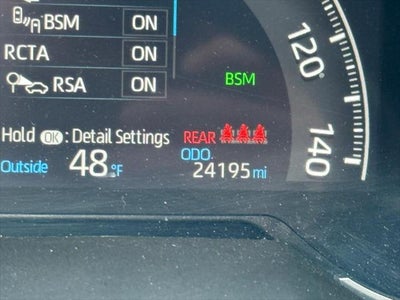 BSM ON
RCTA ON
RSA ON
BSM
120
Hold OK : Detail Settings
REAR
140
Outside 48°F
ODO
24195 mi